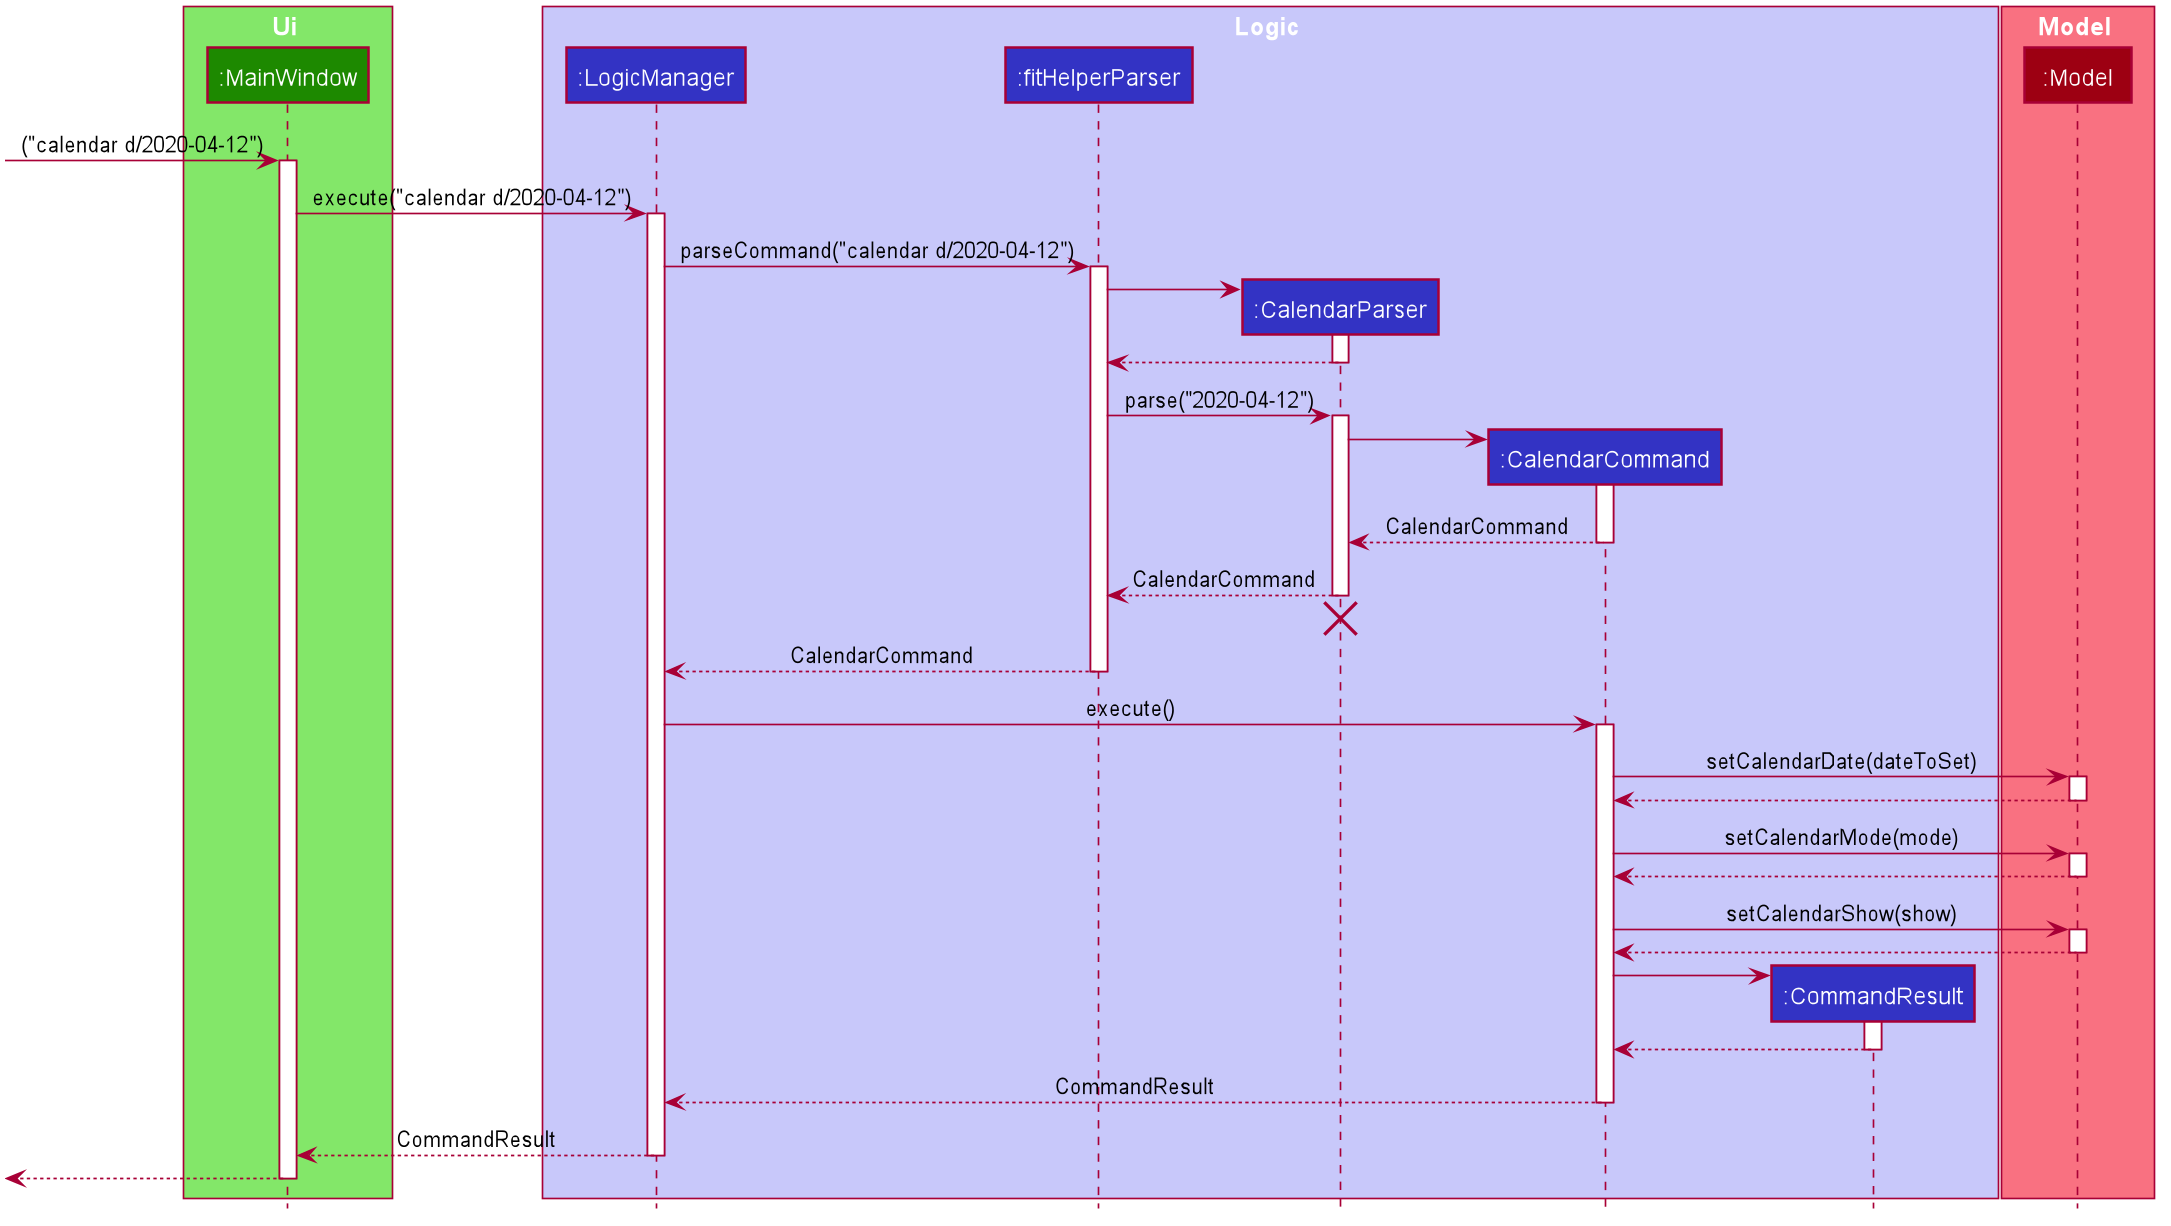 Ui
Logic
Model
:MainWindow
:LogicManager
:fitHelperParser
:Model
("calendar d/2020-04-12")
execute("calendar d/2020-04-12")
parseCommand("calendar d/2020-04-12")
:CalendarParser
parse("2020-04-12")
:CalendarCommand
CalendarCommand
CalendarCommand
CalendarCommand
execute()
setCalendarDate(dateToSet)
setCalendarMode(mode)
setCalendarShow(show)
:CommandResult
CommandResult
CommandResult